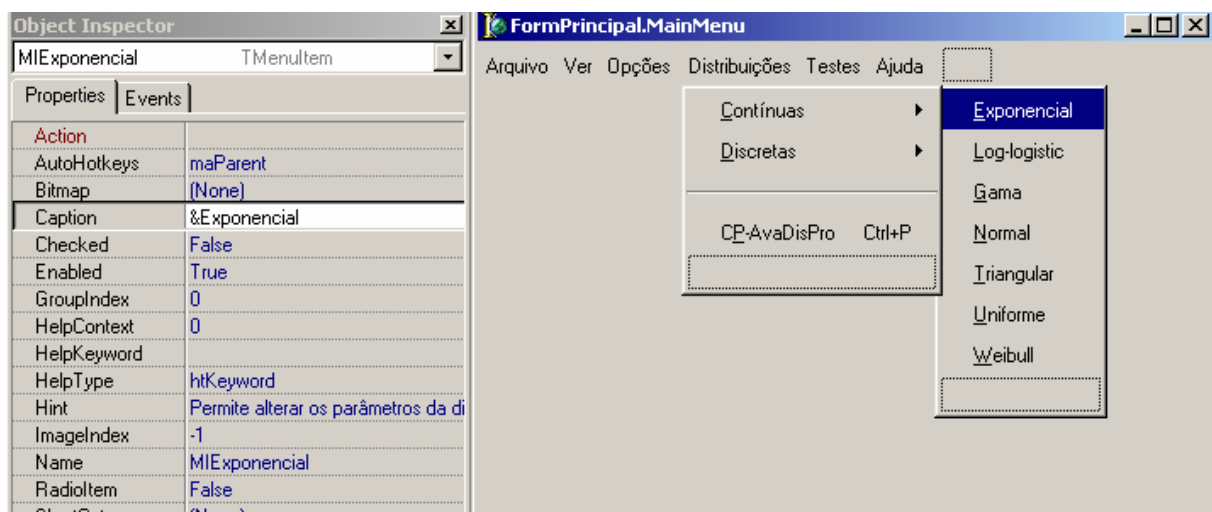 Object Inspector
MIExponencial TMenuItem
Properties Events
Action
AutoHotkeys maParent
Bitmap (None)
Caption &Exponencial
Checked False
Enabled True
GroupIndex 0
HelpContext 0
HelpKeyword
HelpType htKeyword
Hint Permite alterar os parâmetros da di
ImageIndex -1
Name MIExponencial
RadioItem False
FormPrincipal.MainMenu
Arquivo Ver Opções Distribuições Testes Ajuda
Contínuas
Discretas
CP-AvaDisPro Ctrl+P
Exponencial
Log-logistic
Gama
Normal
Triangular
Uniforme
Weibull